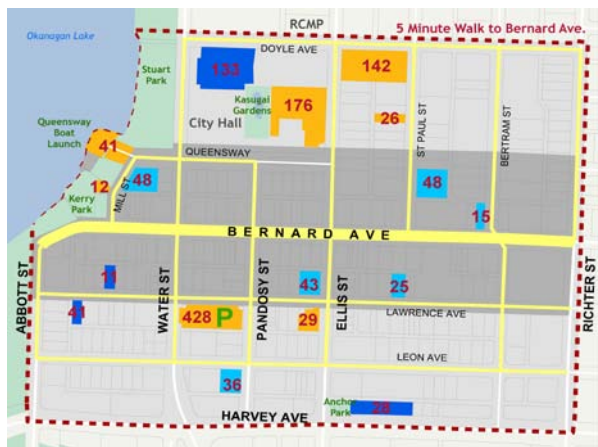 RCMP
5 Minute Walk to Bernard Ave.
Okanagan Lake
DOYLE AVE
Stuart
Park
133
142
Kasugai
Gardens
176
26
ST PAUL ST
BERTRAM ST
Queensway
Boat
Launch
City Hall
41
QUEENSWAY
12
48
48
Kerry
Park
MILL ST
15
BERNARD AVE
ABBOTT ST
WATER ST
PANDOSY ST
ELLIS ST
RICHTER ST
11
43
25
41
428 P
29
LAWRENCE AVE
LEON AVE
36
Anchor
Park
28
HARVEY AVE